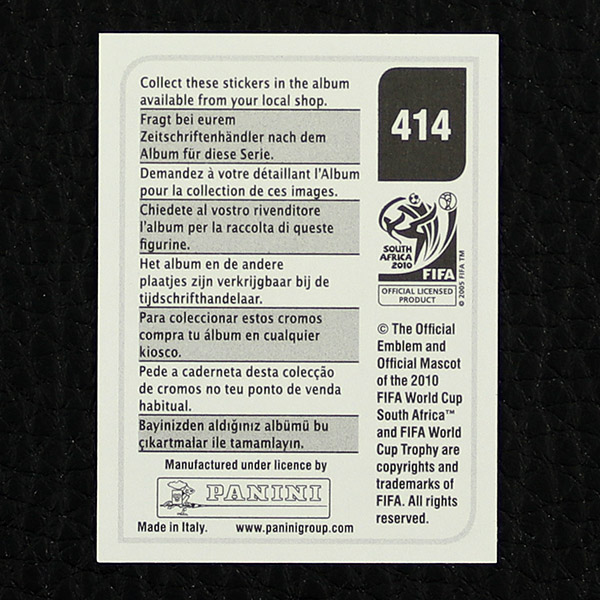 Collect these stickers in the album
available from your local shop.
Fragt bei eurem
Zeitschriftenhändler nach dem
Album für diese Serie.
Demandez à votre détaillant l'Album
pour la collection de ces images.
Chiedete al vostro rivenditore
l'album per la raccolta di queste
figurine.
Het album en de andere
plaatjes zijn verkrijgbaar bij de
tijdschrifthandelaar.
Para coleccionar estos cromos
compra tu álbum en cualquier
kiosco.
Pede a caderneta desta colecção
de cromos no teu ponto de venda
habitual.
Bayinizden aldığınız albümü bu
çıkartmalar ile tamamlayın.
Manufactured under licence by
PANINI
Made in Italy. www.paninigroup.com
414
SOUTH
AFRICA
2010
FIFA
OFFICIAL LICENSED
PRODUCT
© 2005 FIFA TM
© The Official
Emblem and
Official Mascot
of the 2010
FIFA World Cup
South Africa™
and FIFA World
Cup Trophy are
copyrights and
trademarks of
FIFA. All rights
reserved.